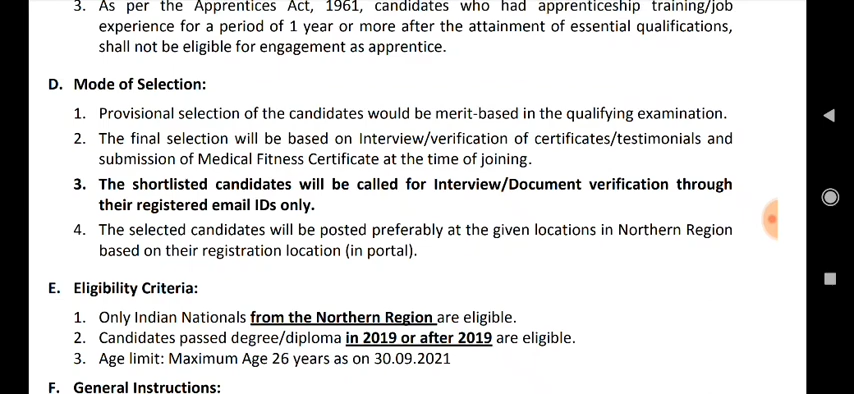 3. As per the Apprentices Act, 1961, candidates who had apprenticeship training/job
experience for a period of 1 year or more after the attainment of essential qualifications,
shall not be eligible for engagement as apprentice.
D. Mode of Selection:
1. Provisional selection of the candidates would be merit-based in the qualifying examination.
2. The final selection will be based on Interview/verification of certificates/testimonials and
submission of Medical Fitness Certificate at the time of joining.
3. The shortlisted candidates will be called for Interview/Document verification through
their registered email IDs only.
4. The selected candidates will be posted preferably at the given locations in Northern Region
based on their registration location (in portal).
E. Eligibility Criteria:
1. Only Indian Nationals from the Northern Region are eligible.
2. Candidates passed degree/diploma in 2019 or after 2019 are eligible.
3. Age limit: Maximum Age 26 years as on 30.09.2021
F. General Instructions: